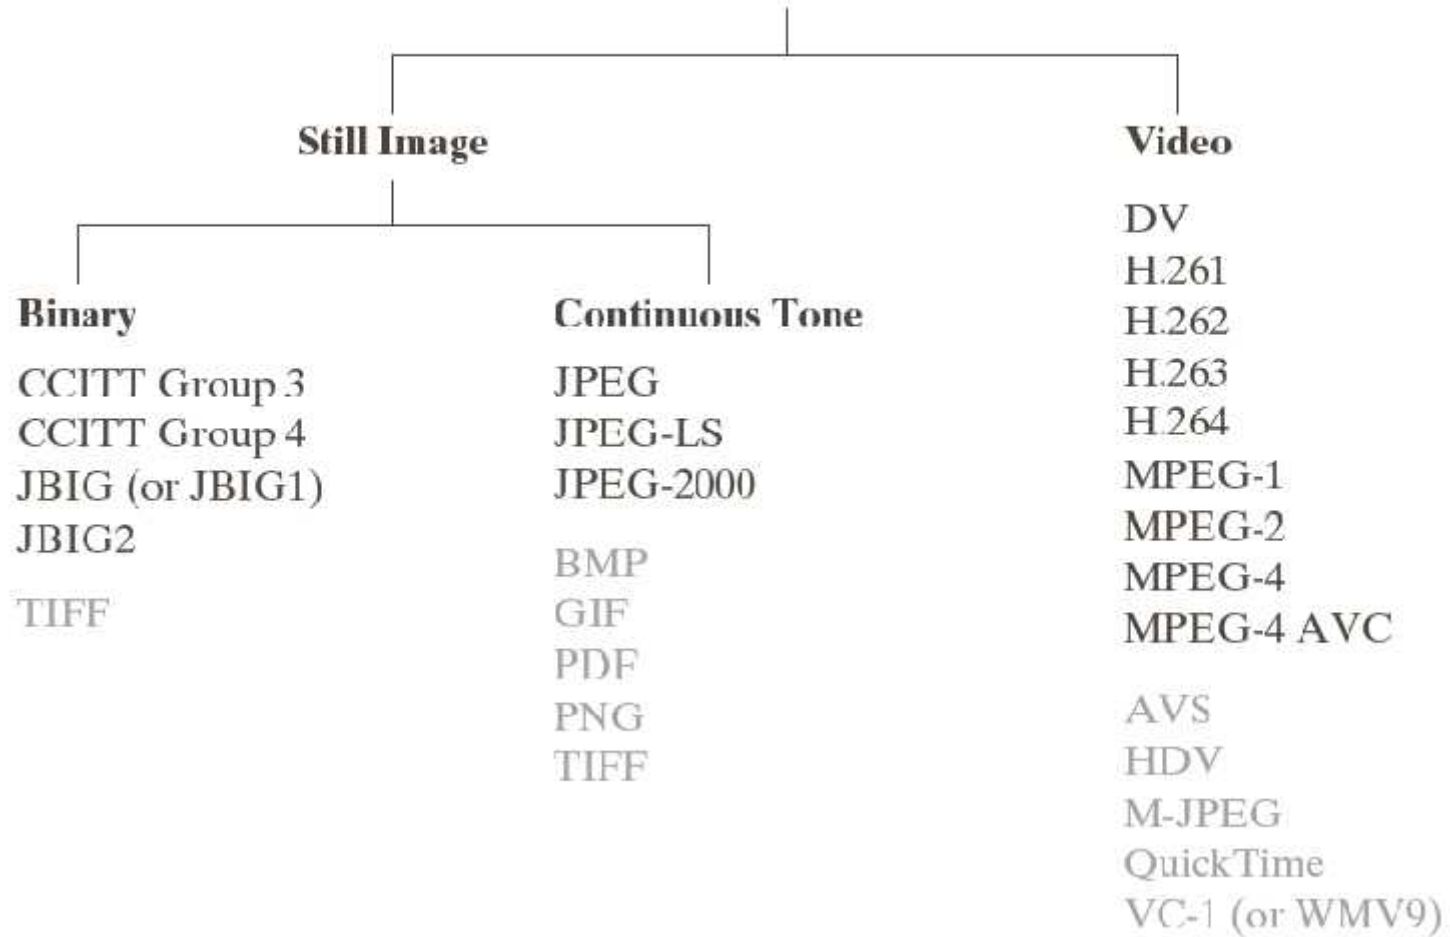 Still Image
Video
Binary
CCITT Group 3
CCITT Group 4
JBIG (or JBIG1)
JBIG2
TIFF
Continuous Tone
JPEG
JPEG-LS
JPEG-2000
BMP
GIF
PDF
PNG
TIFF
DV
H.261
H.262
H.263
H.264
MPEG-1
MPEG-2
MPEG-4
MPEG-4 AVC
AVS
HDV
M-JPEG
QuickTime
VC-1 (or WMV9)